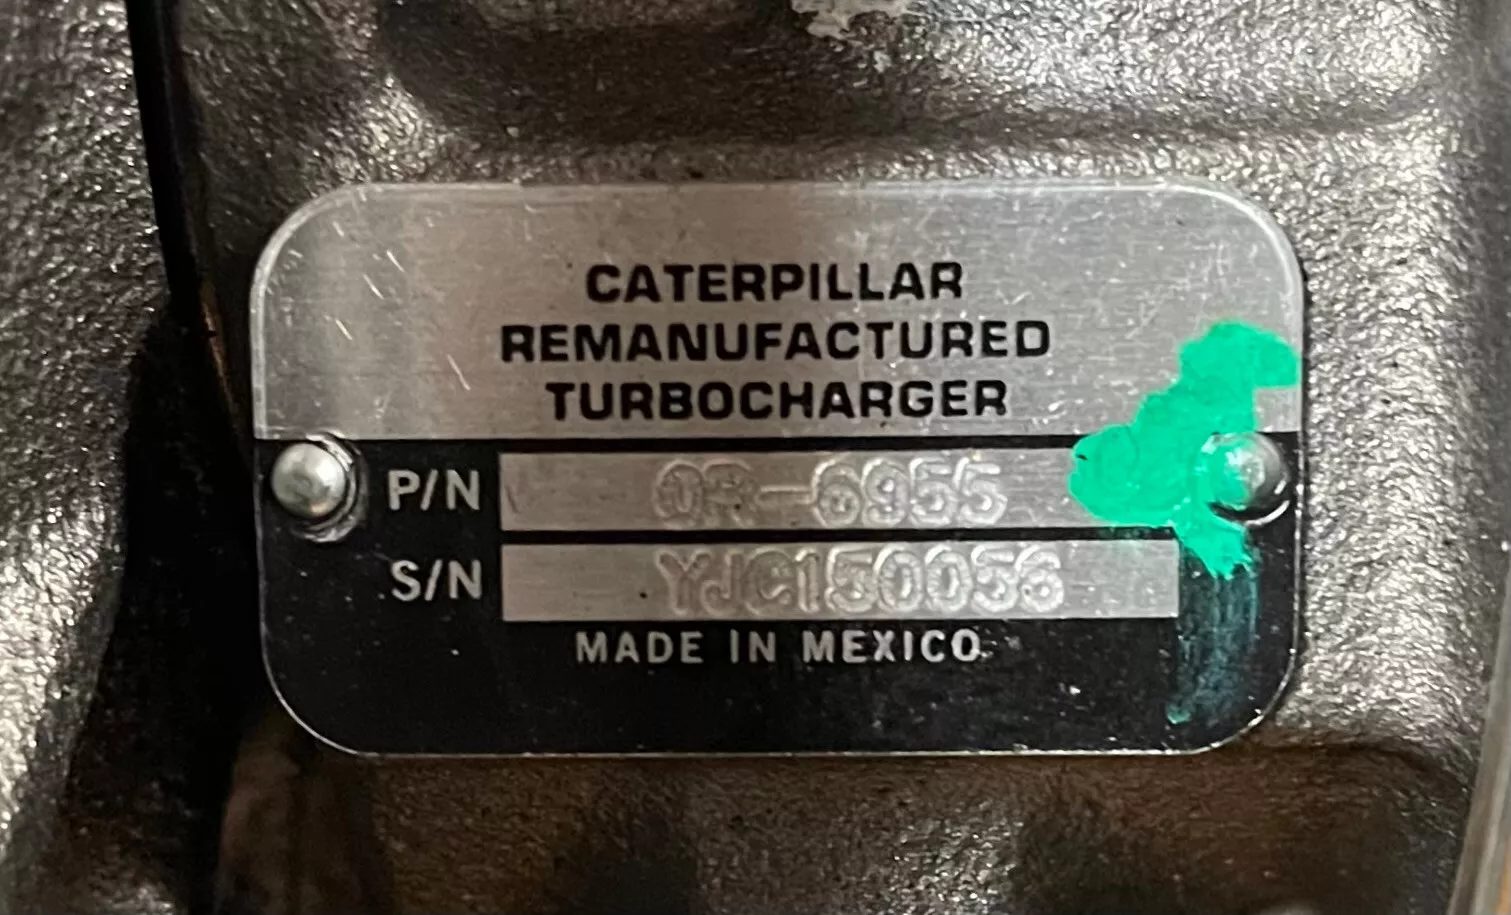 CATERPILLAR
REMANUFACTURED
TURBOCHARGER
P/N 0R-6955
S/N YJC150056
MADE IN MEXICO